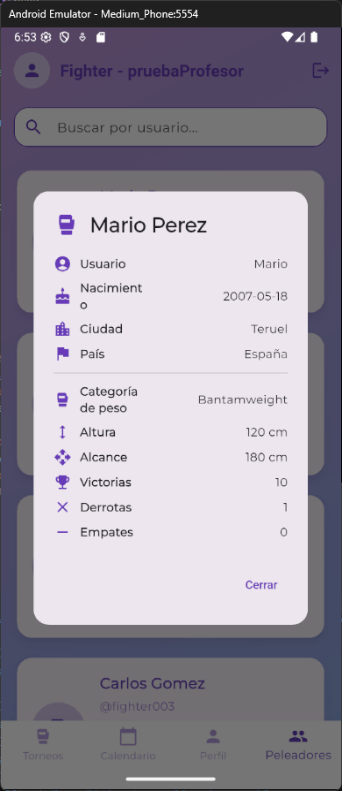 Android Emulator - Medium_Phone:5554
6:53
Fighter - pruebaProfesor
Buscar por usuario...
Mario Perez
Usuario Mario
Nacimient
o 2007-05-18
Ciudad Teruel
País España
Categoría
de peso Bantamweight
Altura 120 cm
Alcance 180 cm
Victorias 10
Derrotas 1
Empates 0
Cerrar
Carlos Gomez
@fighter003
Torneos Calendario Perfil Peleadores